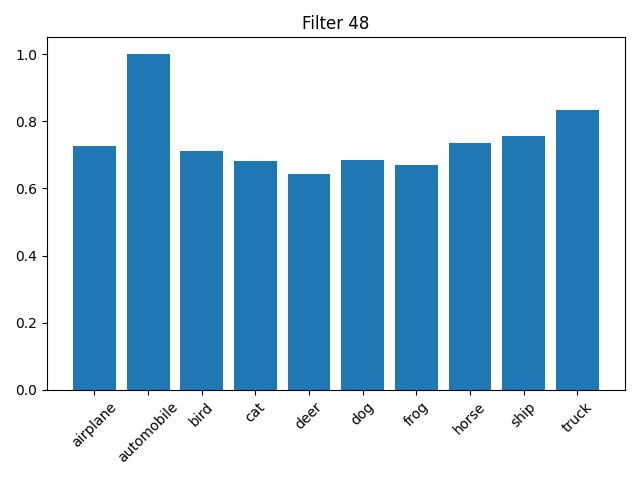 Filter 48
1.0
0.8
0.6
0.4
0.2
0.0
airplane
automobile
bird
cat
deer
dog
frog
horse
ship
truck